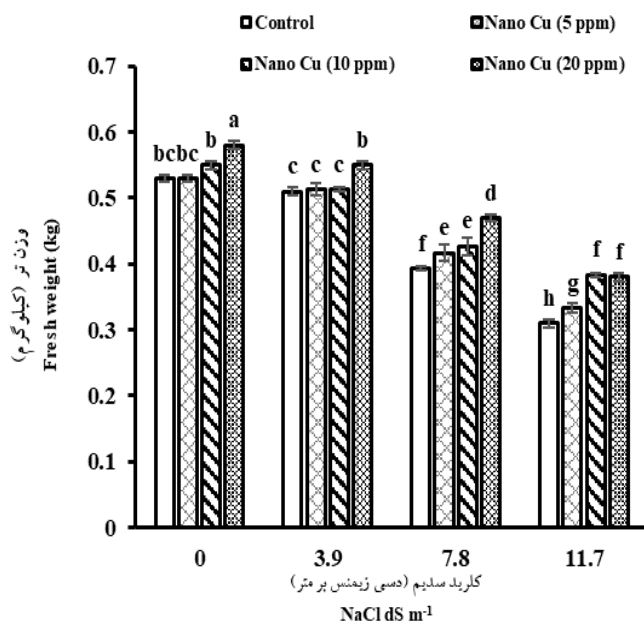 Control
Nano Cu (5 ppm)
Nano Cu (10 ppm)
Nano Cu (20 ppm)
0.7
0.6
0.5
0.4
0.3
0.2
0.1
0
وزن تر (کیلوگرم)
Fresh weight (kg)
bc bc b a
c c c b
f e e d
h g f f
0 3.9 7.8 11.7
کلرید سدیم (دسی زیمنس بر متر)
NaCl dS m-1